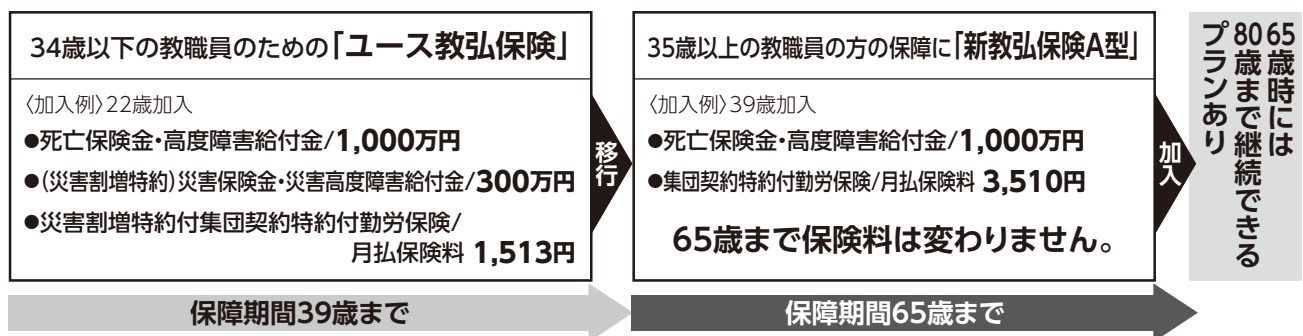 34歳以下の教職員のための「ユース教弘保険」
〈加入例〉22歳加入
●死亡保険金・高度障害給付金/1,000万円
●(災害割増特約)災害保険金・災害高度障害給付金/300万円
●災害割増特約付集団契約特約付勤労保険/
月払保険料 1,513円
保障期間39歳まで
移行
35歳以上の教職員の方の保障に「新教弘保険A型」
〈加入例〉39歳加入
●死亡保険金・高度障害給付金/1,000万円
●集団契約特約付勤労保険/月払保険料 3,510円
65歳まで保険料は変わりません。
保障期間65歳まで
加入
65歳時には
80歳まで継続できる
プランあり